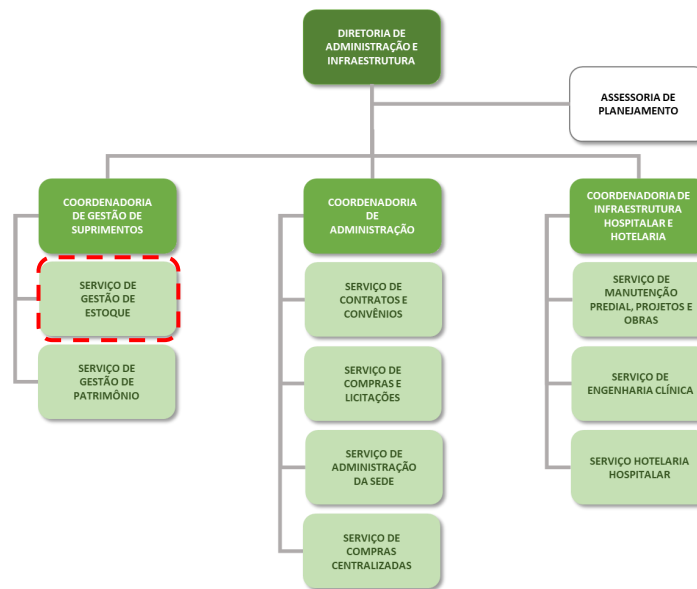 DIRETORIA DE
ADMINISTRAÇÃO E
INFRAESTRUTURA
ASSESSORIA DE
PLANEJAMENTO
COORDENADORIA
DE GESTÃO DE
SUPRIMENTOS
SERVIÇO DE
GESTÃO DE
ESTOQUE
SERVIÇO DE
GESTÃO DE
PATRIMÔNIO
COORDENADORIA
DE
ADMINISTRAÇÃO
SERVIÇO DE
CONTRATOS E
CONVÊNIOS
SERVIÇO DE
COMPRAS E
LICITAÇÕES
SERVIÇO DE
ADMINISTRAÇÃO
DA SEDE
SERVIÇO DE
COMPRAS
CENTRALIZADAS
COORDENADORIA DE
INFRAESTRUTURA
HOSPITALAR E
HOTELARIA
SERVIÇO DE
MANUTENÇÃO
PREDIAL, PROJETOS E
OBRAS
SERVIÇO DE
ENGENHARIA CLÍNICA
SERVIÇO HOTELARIA
HOSPITALAR